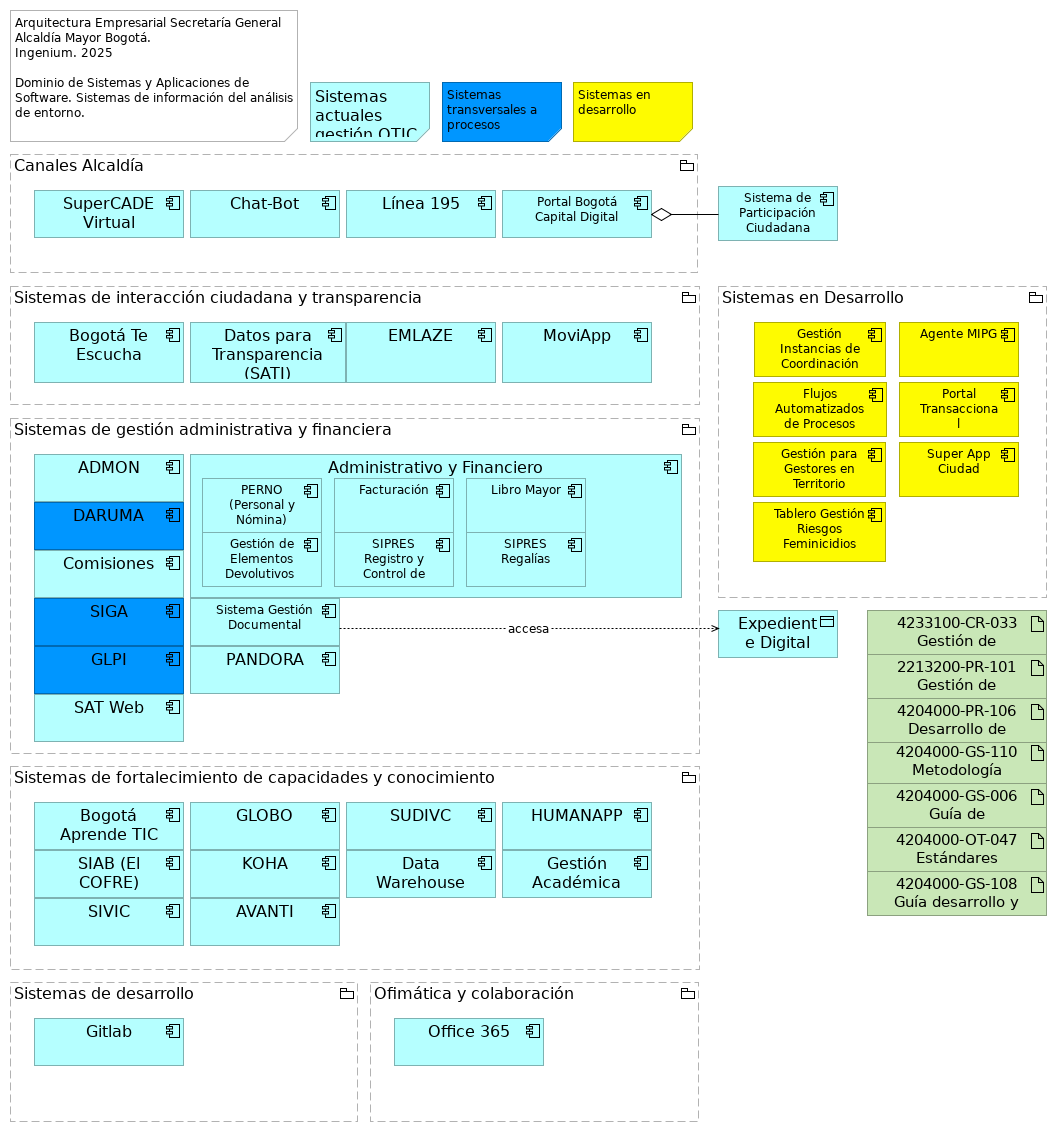 Arquitectura Empresarial Secretaría General
Alcaldía Mayor Bogotá.
Ingenium. 2025
Dominio de Sistemas y Aplicaciones de
Software. Sistemas de información del análisis
de entorno.
Sistemas
actuales
gestión OTIC
Sistemas
transversales a
procesos
Sistemas en
desarrollo
Canales Alcaldía
SuperCADE
Virtual
Chat-Bot
Línea 195
Portal Bogotá
Capital Digital
Sistema de
Participación
Ciudadana
Sistemas de interacción ciudadana y transparencia
Bogotá Te
Escucha
Datos para
Transparencia
(SATI)
EMLAZE
MoviApp
Sistemas en Desarrollo
Gestión
Instancias de
Coordinación
Agente MIPG
Flujos
Automatizados
de Procesos
Portal
Transacciona
l
Gestión para
Gestores en
Territorio
Super App
Ciudad
Tablero Gestión
Riesgos
Feminicidios
Sistemas de gestión administrativa y financiera
ADMON
DARUMA
Comisiones
SIGA
GLPI
SAT Web
Administrativo y Financiero
PERNO
(Personal y
Nómina)
Facturación
Libro Mayor
Gestión de
Elementos
Devolutivos
SIPRES
Registro y
Control de
SIPRES
Regalías
Sistema Gestión
Documental
PANDORA
accesa
Expedient
e Digital
4233100-CR-033
Gestión de
2213200-PR-101
Gestión de
4204000-PR-106
Desarrollo de
4204000-GS-110
Metodología
4204000-GS-006
Guía de
4204000-OT-047
Estándares
4204000-GS-108
Guía desarrollo y
Sistemas de fortalecimiento de capacidades y conocimiento
Bogotá
Aprende TIC
GLOBO
SUDIVC
HUMANAPP
SIAB (El
COFRE)
KOHA
Data
Warehouse
Gestión
Académica
SIVIC
AVANTI
Sistemas de desarrollo
Gitlab
Ofimática y colaboración
Office 365